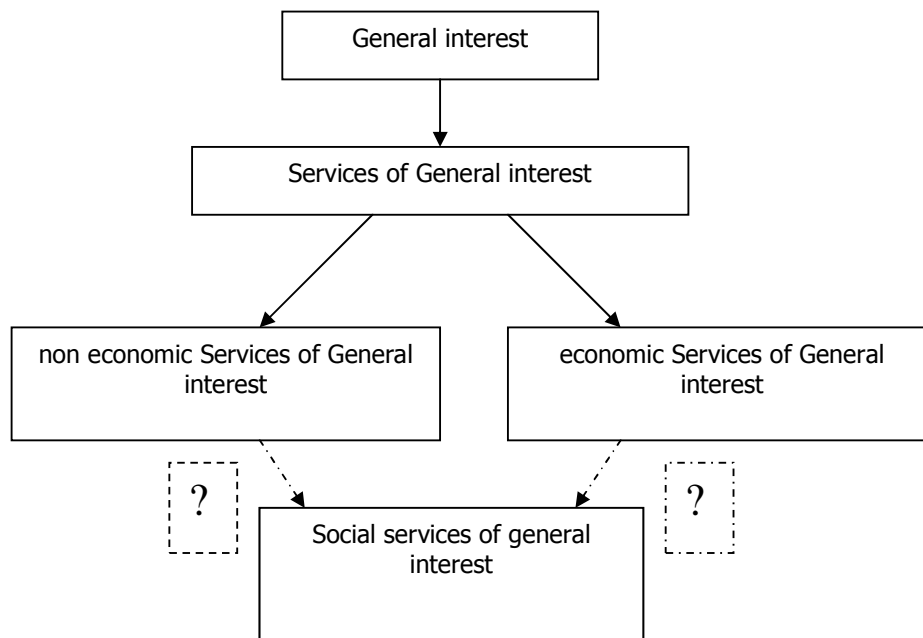 General interest
Services of General interest
non economic Services of General
interest
economic Services of General
interest
?
?
Social services of general
interest